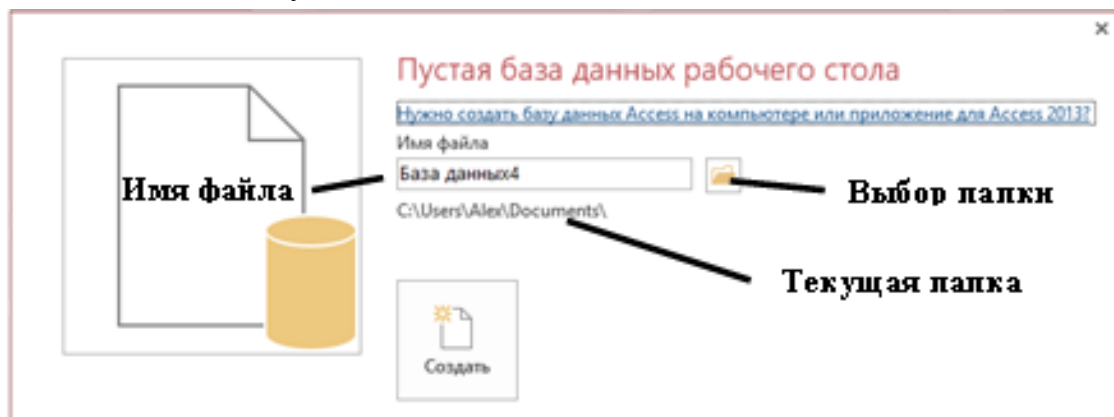 Пустая база данных рабочего стола
Нужно создать базу данных Access на компьютере или приложение для Access 2013?
Имя файла
Имя файла
База данных4
Выбор папки
C:\Users\Alex\Documents\
Текущая папка
Создать